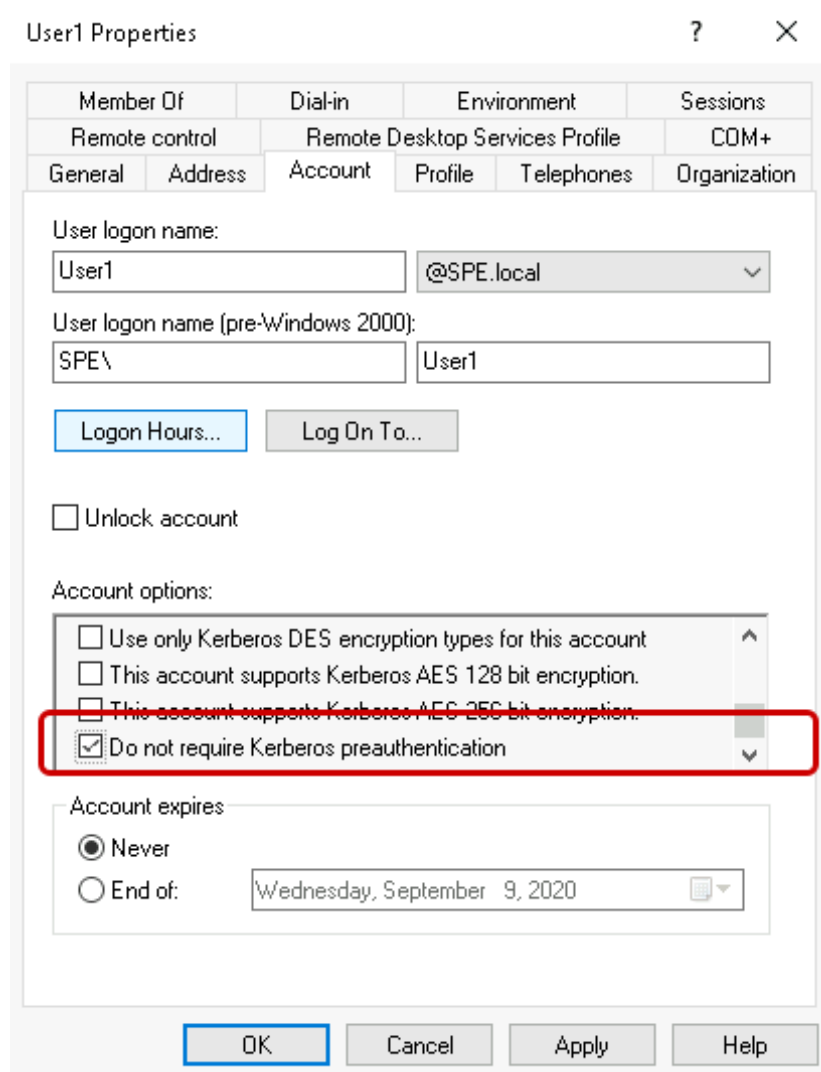 User1 Properties ? ×
Member Of Dial-in Environment Sessions
Remote control Remote Desktop Services Profile COM+
General Address Account Profile Telephones Organization
User logon name:
User1 @SPE.local
User logon name (pre-Windows 2000):
SPE\ User1
Logon Hours... Log On To...
Unlock account
Account options:
Use only Kerberos DES encryption types for this account
This account supports Kerberos AES 128 bit encryption.
This account supports Kerberos AES 256 bit encryption.
Do not require Kerberos preauthentication
Account expires
Never
End of: Wednesday, September 9, 2020
OK Cancel Apply Help